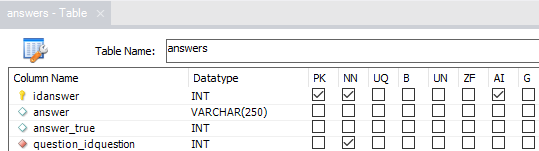 answers - Table ×
Table Name: answers
Column Name Datatype PK NN UQ B UN ZF AI G
idanswer INT
answer VARCHAR(250)
answer_true INT
question_idquestion INT